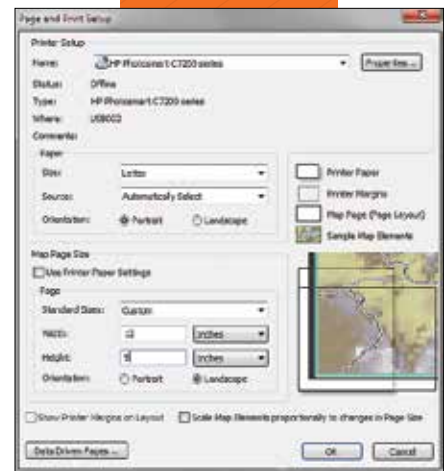 Page and Print Setup
Printer Setup
Name: HP Photosmart C7200 series Properties...
Status: Offline
Type: HP Photosmart C7200 series
Where: USB002
Comments:
Paper
Size: Letter
Source: Automatically Select
Orientation: Portrait Landscape
Printer Paper
Printer Margins
Map Page (Page Layout)
Sample Map Elements
Map Page Size
Use Printer Paper Settings
Page
Standard Sizes: Custom
Width: Inches
Height: 9 Inches
Orientation: Portrait Landscape
Show Printer Margins on Layout Scale Map Elements proportionally to changes in Page Size
Data Driven Pages ... OK Cancel